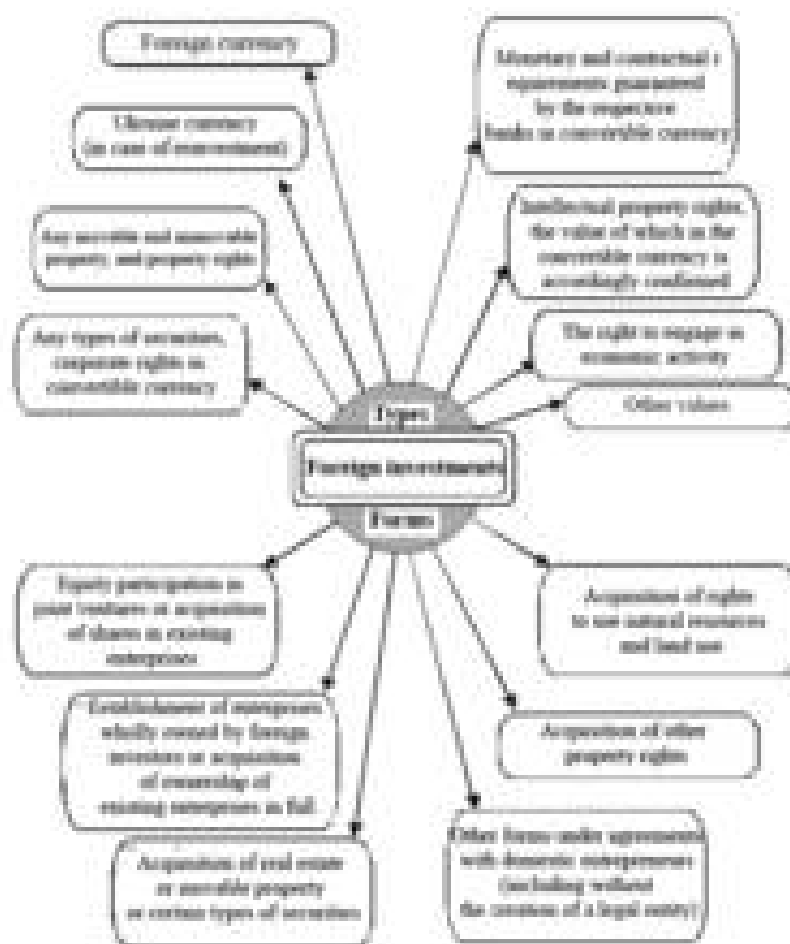 Foreign currency
Ukraine currency
(in case of reinvestment)
Any movable and immovable
property, and property rights
Any types of securities,
corporate rights in
convertible currency
Monetary and contractual r
equirements guaranteed
by the respective
banks in convertible currency
Intellectual property rights,
the value of which in the
convertible currency is
accordingly confirmed
The right to engage in
economic activity
Other values
Types
Foreign investments
Forms
Equity participation in
joint ventures or acquisition
of shares in existing
enterprises
Establishment of enterprises
wholly owned by foreign
investors or acquisition
of ownership of
existing enterprises in full
Acquisition of real estate
or movable property
or certain types of securities
Other forms under agreements
with domestic entrepreneurs
(including without
the creation of a legal entity)
Acquisition of other
property rights
Acquisition of rights
to use natural resources
and land use